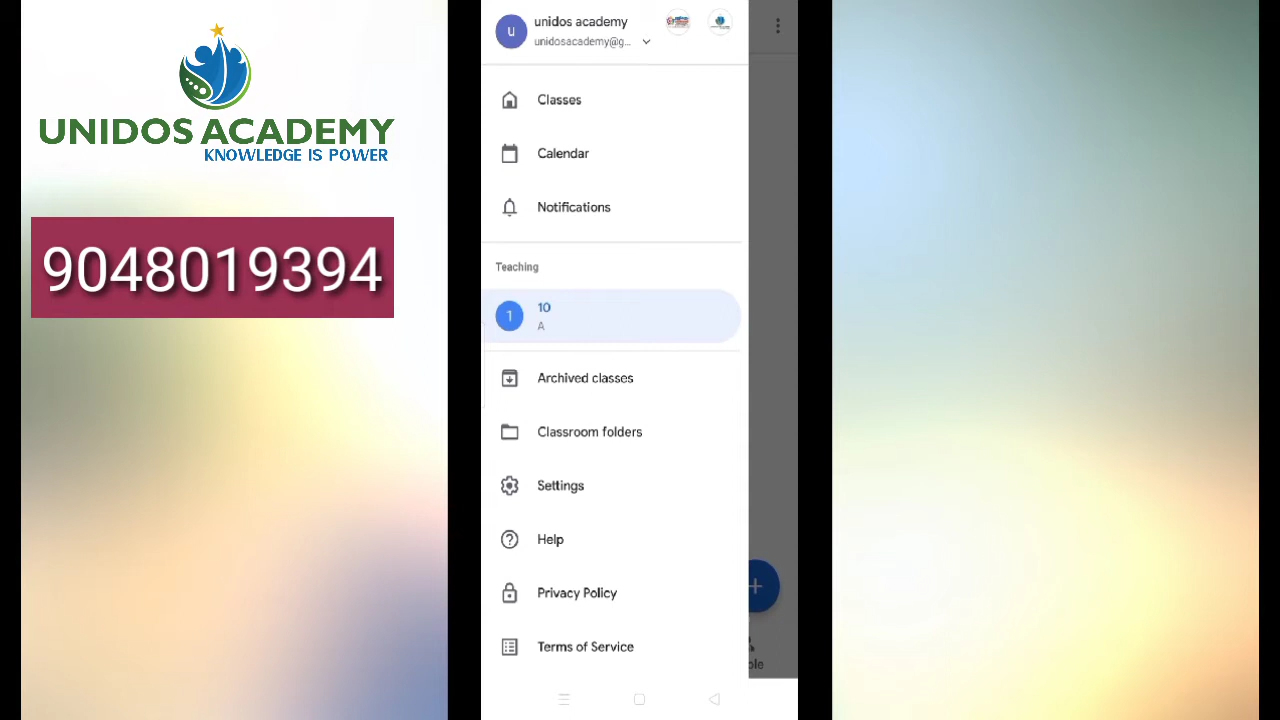 UNIDOS ACADEMY
KNOWLEDGE IS POWER
9048019394
u
unidos academy
unidosacademy@g...
Classes
Calendar
Notifications
Teaching
1
10
A
Archived classes
Classroom folders
Settings
Help
Privacy Policy
Terms of Service
ple